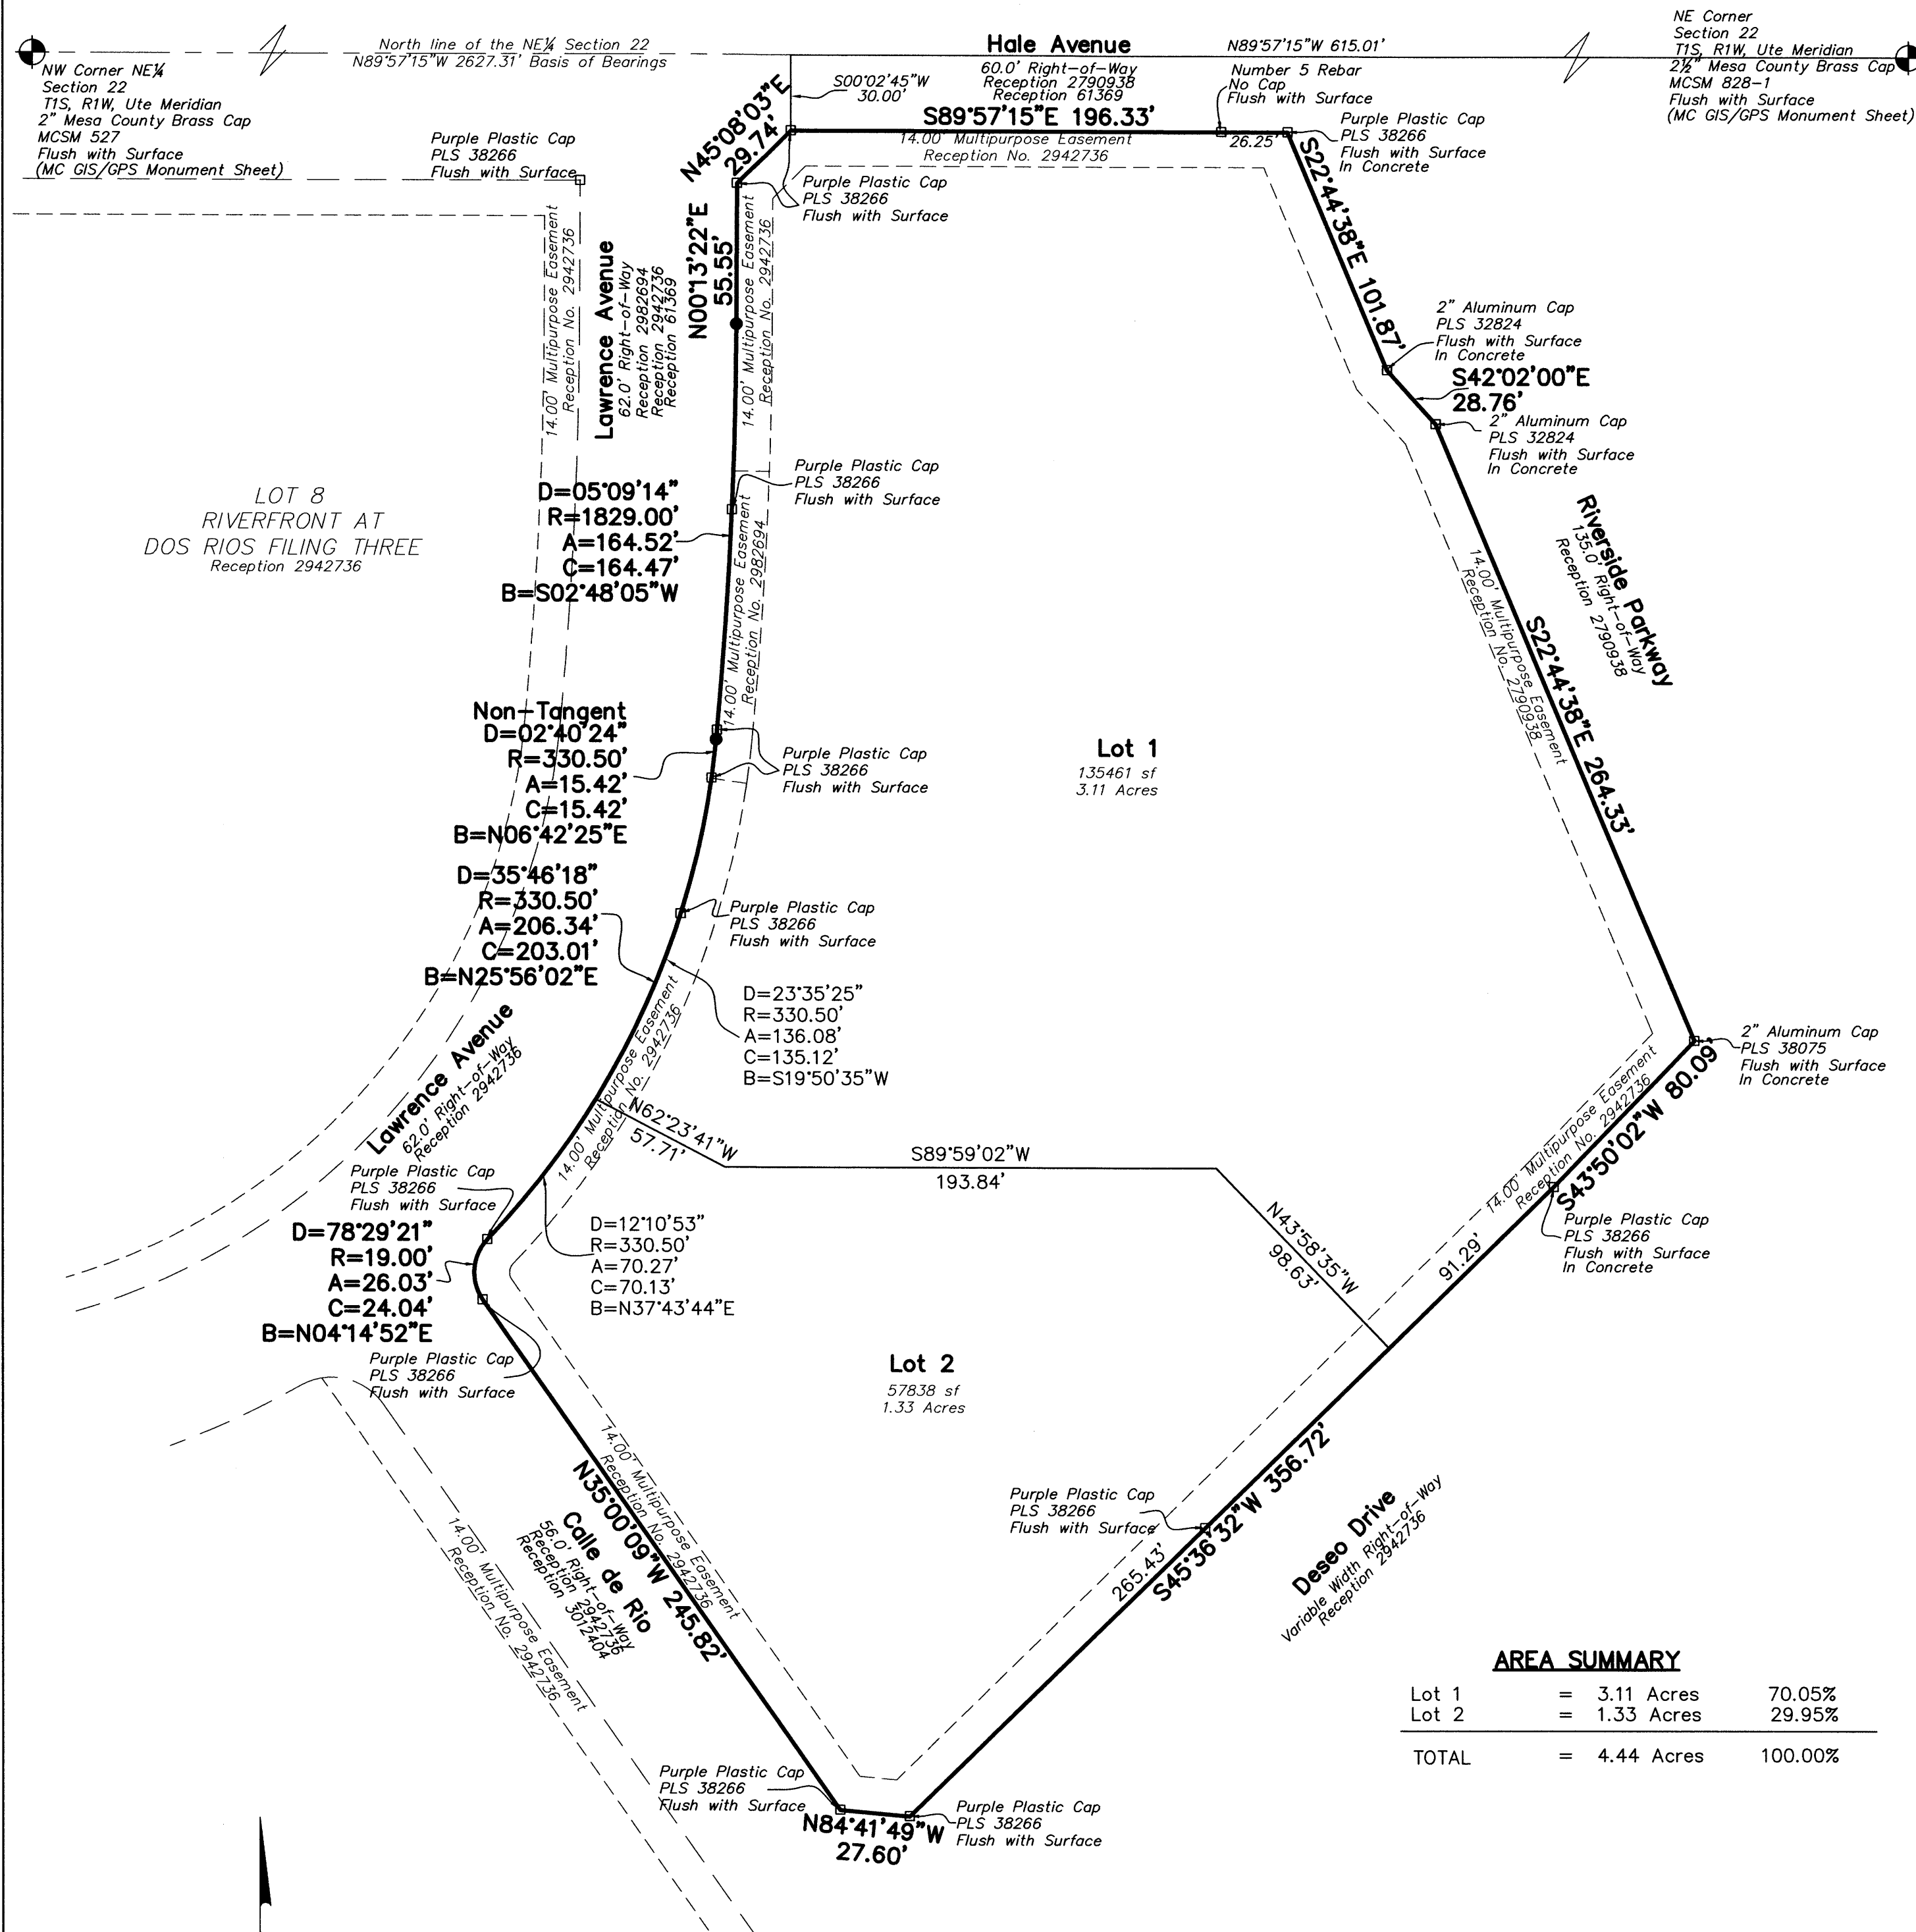 North line of the NE¼ Section 22
N89°57'15"W 2627.31' Basis of Bearings
Hale Avenue
60.0' Right-of-Way
Reception 2790938
Reception 61369
N89°57'15"W 615.01'
NE Corner
Section 22
T1S, R1W, Ute Meridian
2½" Mesa County Brass Cap
MCSM 828-1
Flush with Surface
(MC GIS/GPS Monument Sheet)
NW Corner NE¼
Section 22
T1S, R1W, Ute Meridian
2" Mesa County Brass Cap
MCSM 527
Flush with Surface
(MC GIS/GPS Monument Sheet)
Purple Plastic Cap
PLS 38266
Flush with Surface
S00°02'45"W
30.00'
Number 5 Rebar
No Cap
Flush with Surface
S89°57'15"E 196.33'
14.00' Multipurpose Easement
Reception No. 2942736
26.25'
Purple Plastic Cap
PLS 38266
Flush with Surface
In Concrete
N45°08'03"E
29.74'
Purple Plastic Cap
PLS 38266
Flush with Surface
N00°13'22"E
55.55'
14.00' Multipurpose Easement
Reception No. 2942736
14.00' Multipurpose Easement
Reception No. 2942736
Lawrence Avenue
62.0' Right-of-Way
Reception 2982694
Reception 2942736
Reception 61369
S22°44'38"E 101.87'
2" Aluminum Cap
PLS 32824
Flush with Surface
In Concrete
S42°02'00"E
28.76'
2" Aluminum Cap
PLS 32824
Flush with Surface
In Concrete
Purple Plastic Cap
PLS 38266
Flush with Surface
LOT 8
RIVERFRONT AT
DOS RIOS FILING THREE
Reception 2942736
D=05°09'14"
R=1829.00'
A=164.52'
C=164.47'
B=S02°48'05"W
14.00' Multipurpose Easement
Reception No. 2982694
Riverside Parkway
135.0' Right-of-Way
Reception 2790938
14.00' Multipurpose Easement
Reception No. 2790938
S22°44'38"E 264.33'
Non-Tangent
D=02°40'24"
R=330.50'
A=15.42'
C=15.42'
B=N06°42'25"E
Purple Plastic Cap
PLS 38266
Flush with Surface
Lot 1
135461 sf
3.11 Acres
D=35°46'18"
R=330.50'
A=206.34'
C=203.01'
B=N25°56'02"E
Purple Plastic Cap
PLS 38266
Flush with Surface
D=23°35'25"
R=330.50'
A=136.08'
C=135.12'
B=S19°50'35"W
14.00' Multipurpose Easement
Reception No. 2942736
Lawrence Avenue
62.0' Right-of-Way
Reception 2942736
2" Aluminum Cap
PLS 38075
Flush with Surface
In Concrete
14.00' Multipurpose Easement
Reception No. 2942736
S43°50'02"W 80.09'
N62°23'41"W
57.71'
S89°59'02"W
193.84'
N43°58'35"W
98.63'
91.29'
Purple Plastic Cap
PLS 38266
Flush with Surface
In Concrete
Purple Plastic Cap
PLS 38266
Flush with Surface
D=78°29'21"
R=19.00'
A=26.03'
C=24.04'
B=N04°14'52"E
D=12°10'53"
R=330.50'
A=70.27'
C=70.13'
B=N37°43'44"E
Purple Plastic Cap
PLS 38266
Flush with Surface
Lot 2
57838 sf
1.33 Acres
14.00' Multipurpose Easement
Reception No. 2942736
N35°00'09"W 245.82'
Calle de Rio
56.0' Right-of-Way
Reception 2942736
Reception 3012404
14.00' Multipurpose Easement
Reception No. 2942736
Purple Plastic Cap
PLS 38266
Flush with Surface
265.43'
S45°36'32"W 356.72'
Deseo Drive
Variable Width Right-of-Way
Reception 2942736
Purple Plastic Cap
PLS 38266
Flush with Surface
N84°41'49"W
27.60'
Purple Plastic Cap
PLS 38266
Flush with Surface
AREA SUMMARY
Lot 1 = 3.11 Acres 70.05%
Lot 2 = 1.33 Acres 29.95%
TOTAL = 4.44 Acres 100.00%